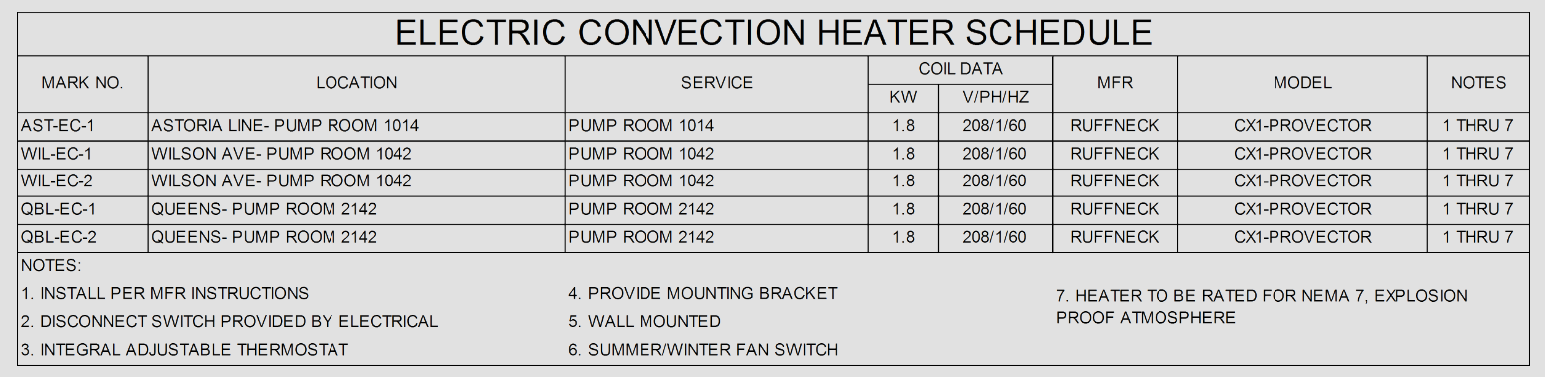 ELECTRIC CONVECTION HEATER SCHEDULE
MARK NO. LOCATION SERVICE COIL DATA MFR MODEL NOTES
KW V/PH/HZ
AST-EC-1 ASTORIA LINE- PUMP ROOM 1014 PUMP ROOM 1014 1.8 208/1/60 RUFFNECK CX1-PROVECTOR 1 THRU 7
WIL-EC-1 WILSON AVE- PUMP ROOM 1042 PUMP ROOM 1042 1.8 208/1/60 RUFFNECK CX1-PROVECTOR 1 THRU 7
WIL-EC-2 WILSON AVE- PUMP ROOM 1042 PUMP ROOM 1042 1.8 208/1/60 RUFFNECK CX1-PROVECTOR 1 THRU 7
QBL-EC-1 QUEENS- PUMP ROOM 2142 PUMP ROOM 2142 1.8 208/1/60 RUFFNECK CX1-PROVECTOR 1 THRU 7
QBL-EC-2 QUEENS- PUMP ROOM 2142 PUMP ROOM 2142 1.8 208/1/60 RUFFNECK CX1-PROVECTOR 1 THRU 7
NOTES:
1. INSTALL PER MFR INSTRUCTIONS
2. DISCONNECT SWITCH PROVIDED BY ELECTRICAL
3. INTEGRAL ADJUSTABLE THERMOSTAT
4. PROVIDE MOUNTING BRACKET
5. WALL MOUNTED
6. SUMMER/WINTER FAN SWITCH
7. HEATER TO BE RATED FOR NEMA 7, EXPLOSION
PROOF ATMOSPHERE